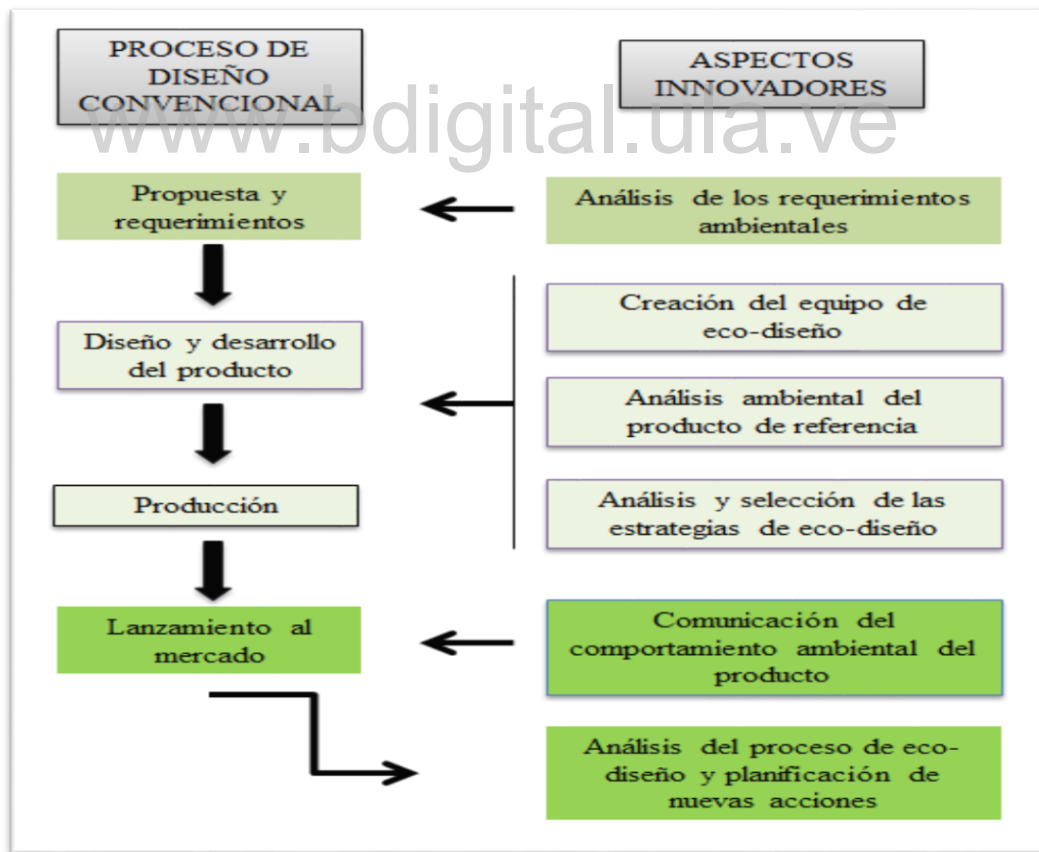 PROCESO DE
DISEÑO
CONVENCIONAL
ASPECTOS
INNOVADORES
www.bdigital.ula.ve
Propuesta y
requerimientos
Análisis de los requerimientos
ambientales
Creación del equipo de
eco-diseño
Diseño y desarrollo
del producto
Análisis ambiental del
producto de referencia
Producción
Análisis y selección de las
estrategias de eco-diseño
Lanzamiento al
mercado
Comunicación del
comportamiento ambiental del
producto
Análisis del proceso de eco-
diseño y planificación de
nuevas acciones